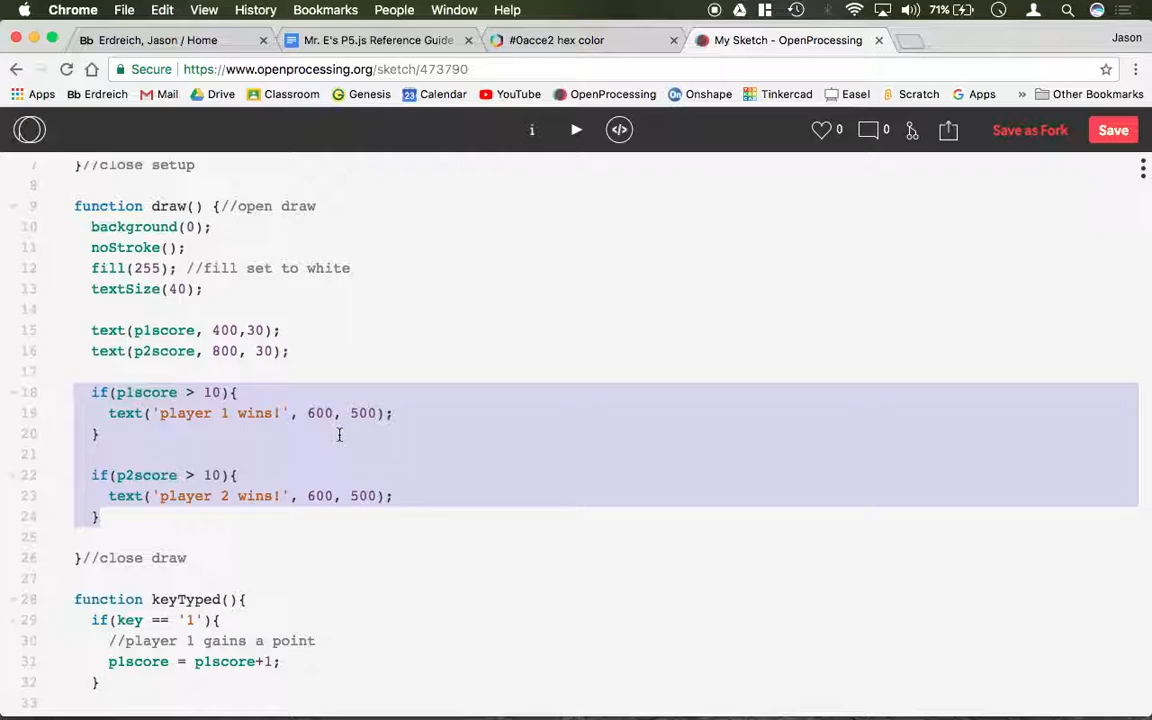 Chrome File Edit View History Bookmarks People Window Help 71%
Bb Erdreich, Jason / Home × Mr. E's P5.js Reference Guide × #0acce2 hex color × My Sketch - OpenProcessing × Jason
Secure https://www.openprocessing.org/sketch/473790
Apps Bb Erdreich Mail Drive Classroom Genesis 23 Calendar YouTube OpenProcessing Onshape Tinkercad Easel Scratch Apps » Other Bookmarks
i </> 0 0 Save as Fork Save
7 }//close setup
8
9 function draw() {//open draw
10 background(0);
11 noStroke();
12 fill(255); //fill set to white
13 textSize(40);
14
15 text(p1score, 400,30);
16 text(p2score, 800, 30);
17
18 if(p1score > 10){
19 text('player 1 wins!', 600, 500);
20 }
21
22 if(p2score > 10){
23 text('player 2 wins!', 600, 500);
24 }
25
26 }//close draw
27
28 function keyTyped(){
29 if(key == '1'){
30 //player 1 gains a point
31 p1score = p1score+1;
32 }
33